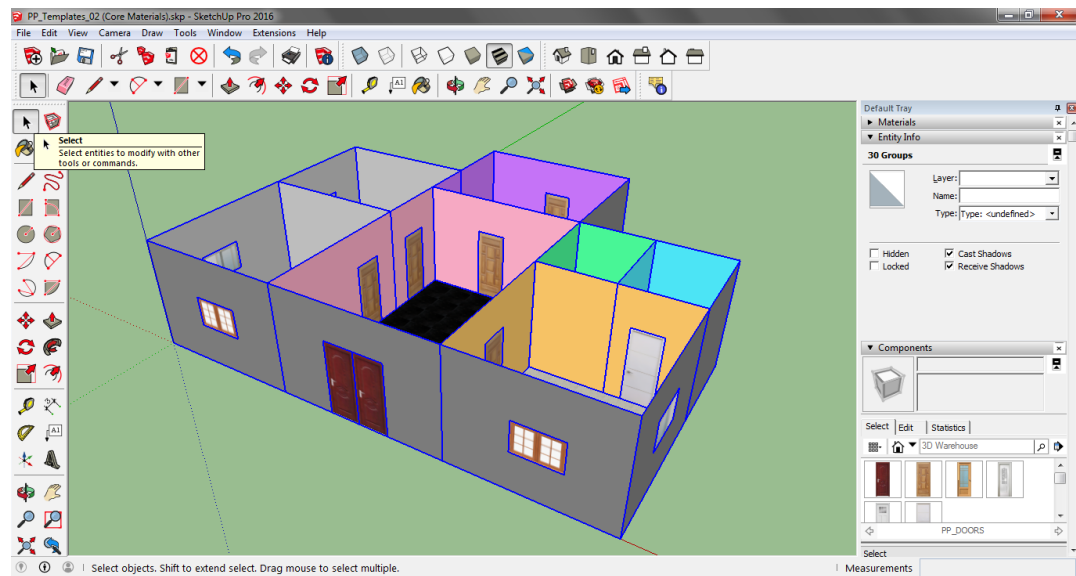 PP_Templates_02 (Core Materials).skp - SketchUp Pro 2016
File Edit View Camera Draw Tools Window Extensions Help
A1
Default Tray
Materials
Entity Info
30 Groups
Layer:
Name:
Type: Type: <undefined>
Hidden
Cast Shadows
Locked
Receive Shadows
Select
Select entities to modify with other
tools or commands.
A1
Components
Select Edit Statistics
3D Warehouse
PP_DOORS
Select
Select objects. Shift to extend select. Drag mouse to select multiple.
Measurements